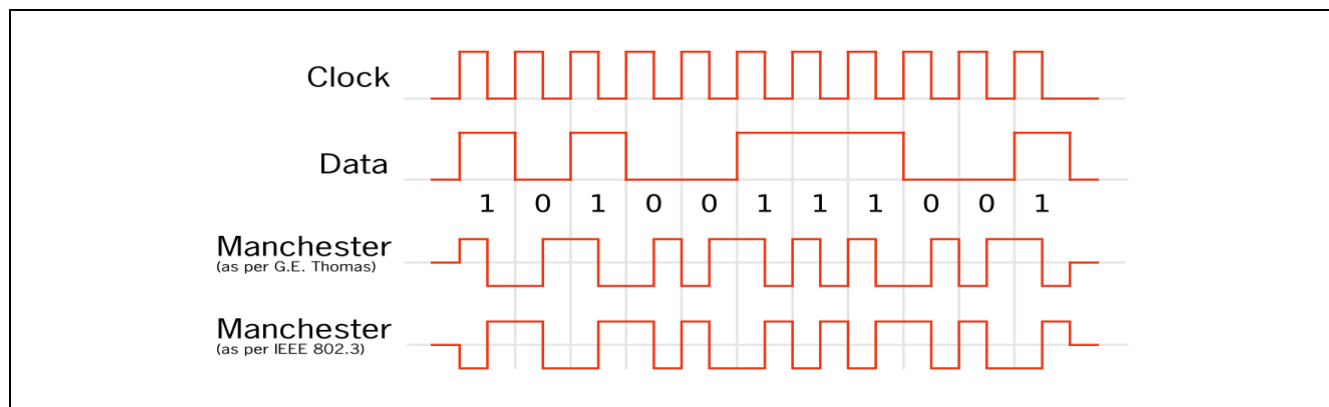 Clock
Data
1 0 1 0 0 1 1 1 0 0 1
Manchester
(as per G.E. Thomas)
Manchester
(as per IEEE 802.3)